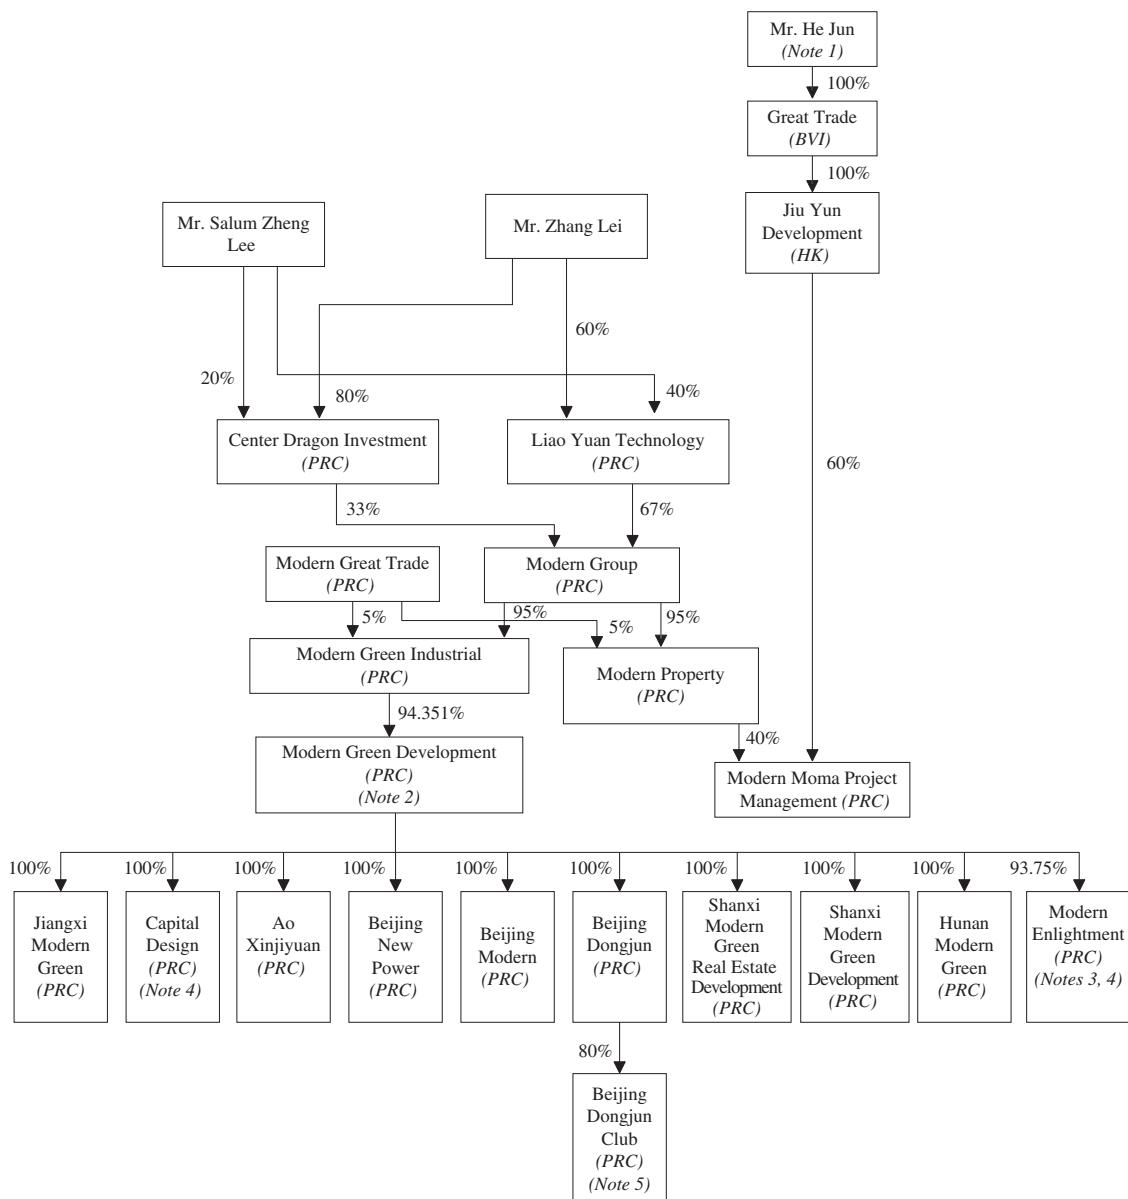 Mr. He Jun
(Note 1)
100%
Great Trade
(BVI)
100%
Jiu Yun
Development
(HK)
Mr. Salum Zheng
Lee
Mr. Zhang Lei
60%
20%
80%
40%
Center Dragon Investment
(PRC)
Liao Yuan Technology
(PRC)
60%
33%
67%
Modern Great Trade
(PRC)
Modern Group
(PRC)
5%
95%
5%
95%
Modern Green Industrial
(PRC)
Modern Property
(PRC)
94.351%
40%
Modern Green Development
(PRC)
(Note 2)
Modern Moma Project
Management (PRC)
100%
100%
100%
100%
100%
100%
100%
100%
100%
93.75%
Jiangxi
Modern
Green
(PRC)
Capital
Design
(PRC)
(Note 4)
Ao
Xinjiyuan
(PRC)
Beijing
New
Power
(PRC)
Beijing
Modern
(PRC)
Beijing
Dongjun
(PRC)
Shanxi
Modern
Green
Real Estate
Development
(PRC)
Shanxi
Modern
Green
Development
(PRC)
Hunan
Modern
Green
(PRC)
Modern
Enlightment
(PRC)
(Notes 3, 4)
80%
Beijing
Dongjun
Club
(PRC)
(Note 5)